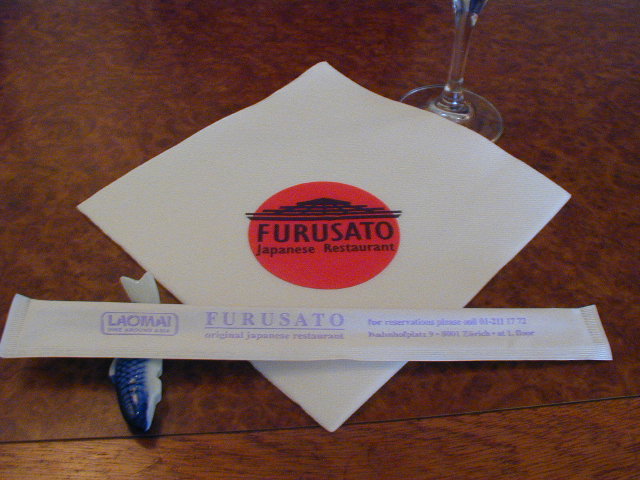 FURUSATO
Japanese Restaurant
LAOMAI
FURUSATO
original japanese restaurant
for reservations please call 01-211 17 72
Bahnhofplatz 9 • 8001 Zürich • at 1. floor